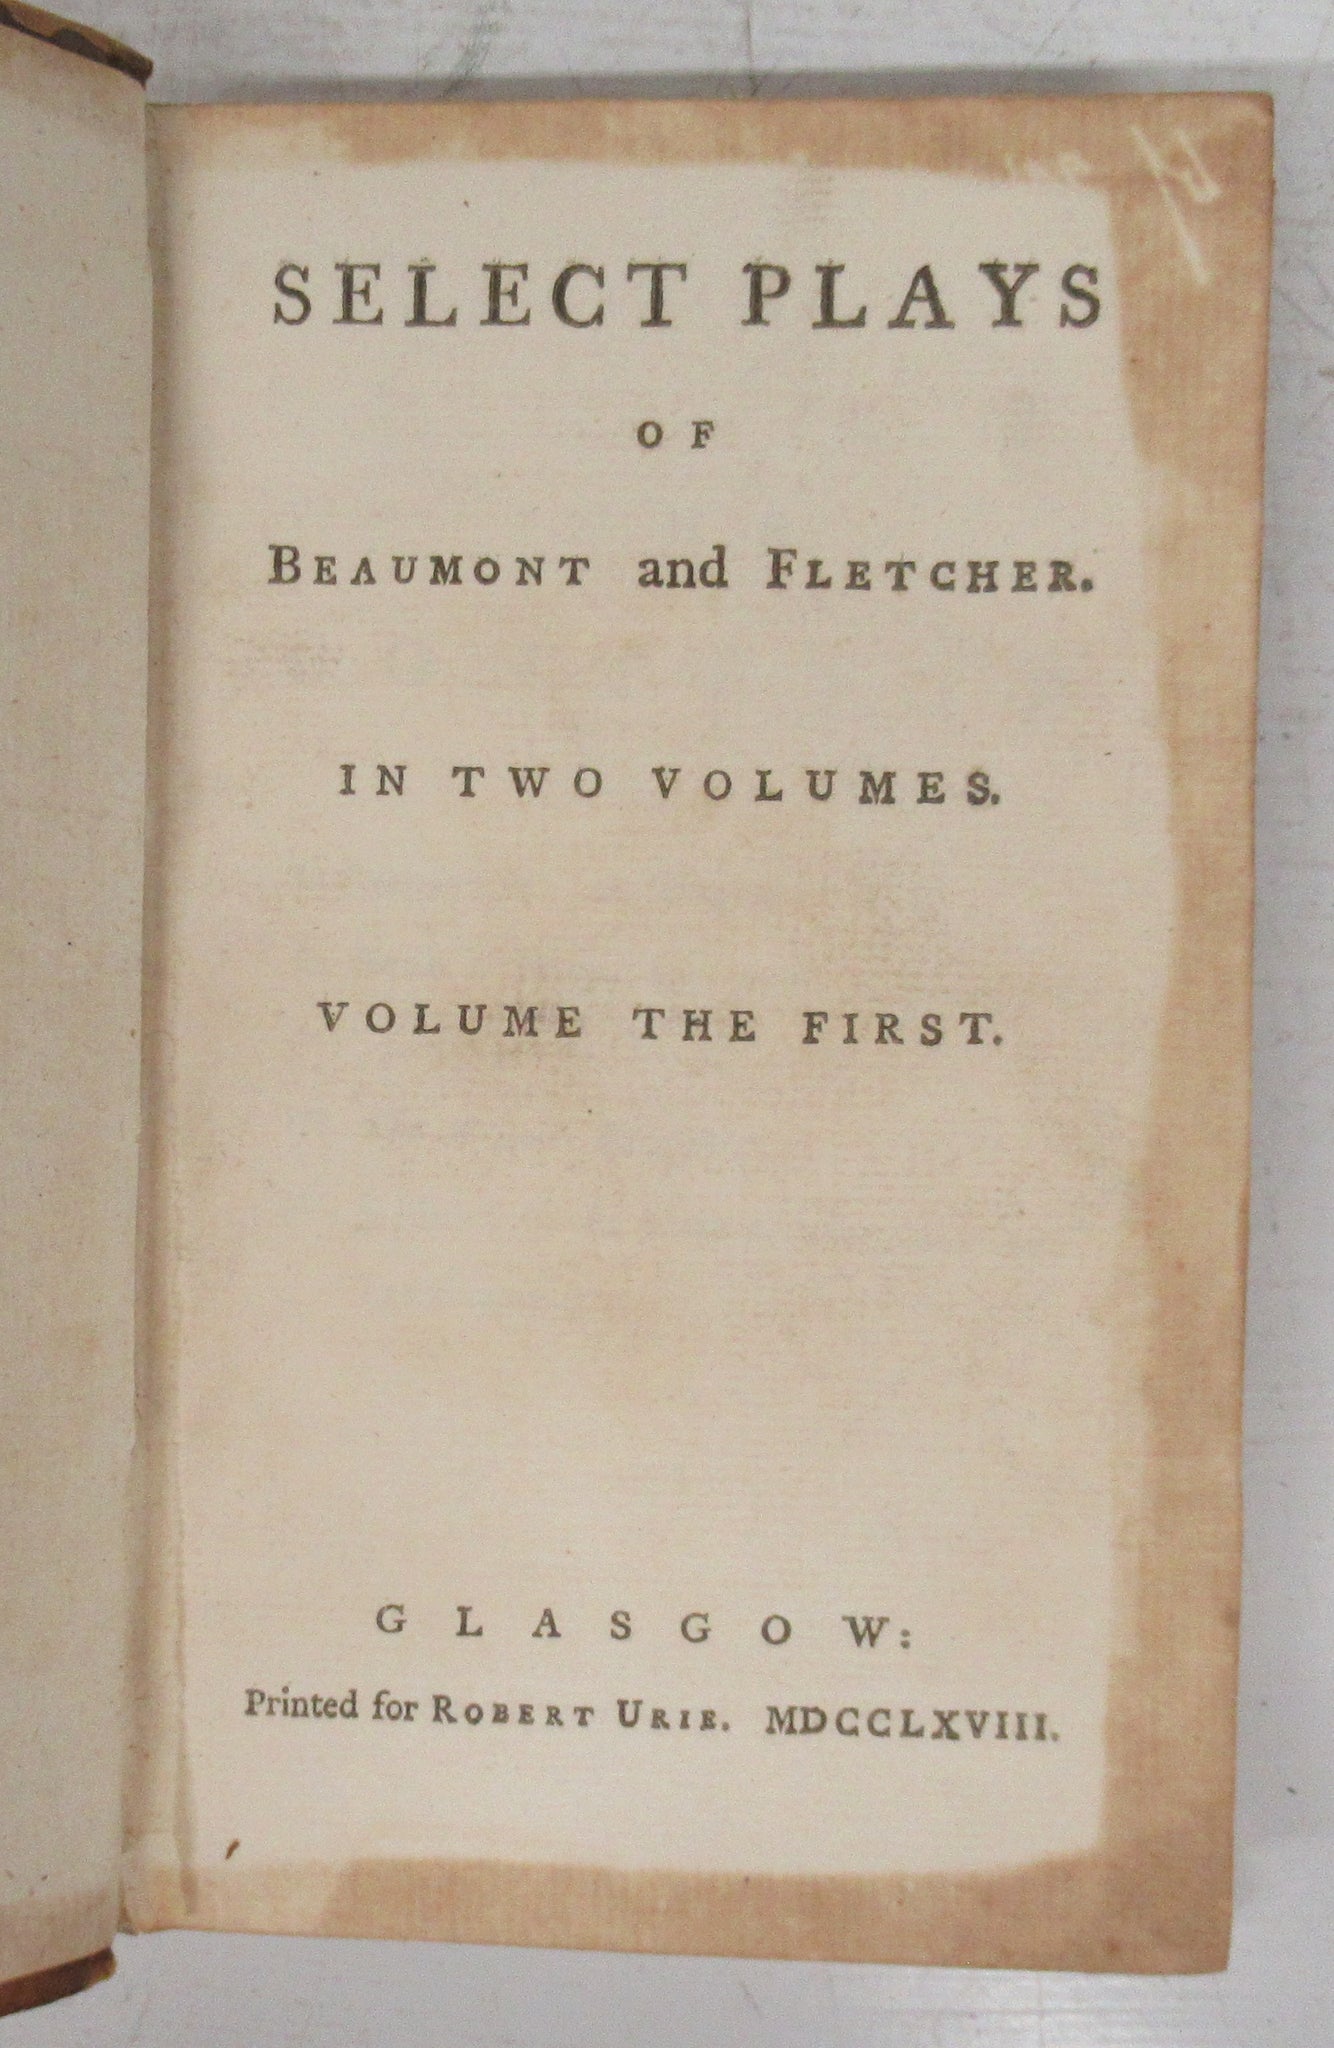 SELECT PLAYS
OF
BEAUMONT and FLETCHER.
IN TWO VOLUMES.
VOLUME THE FIRST.
GLASGOW:
Printed for ROBERT URIE. MDCCLXVIII.